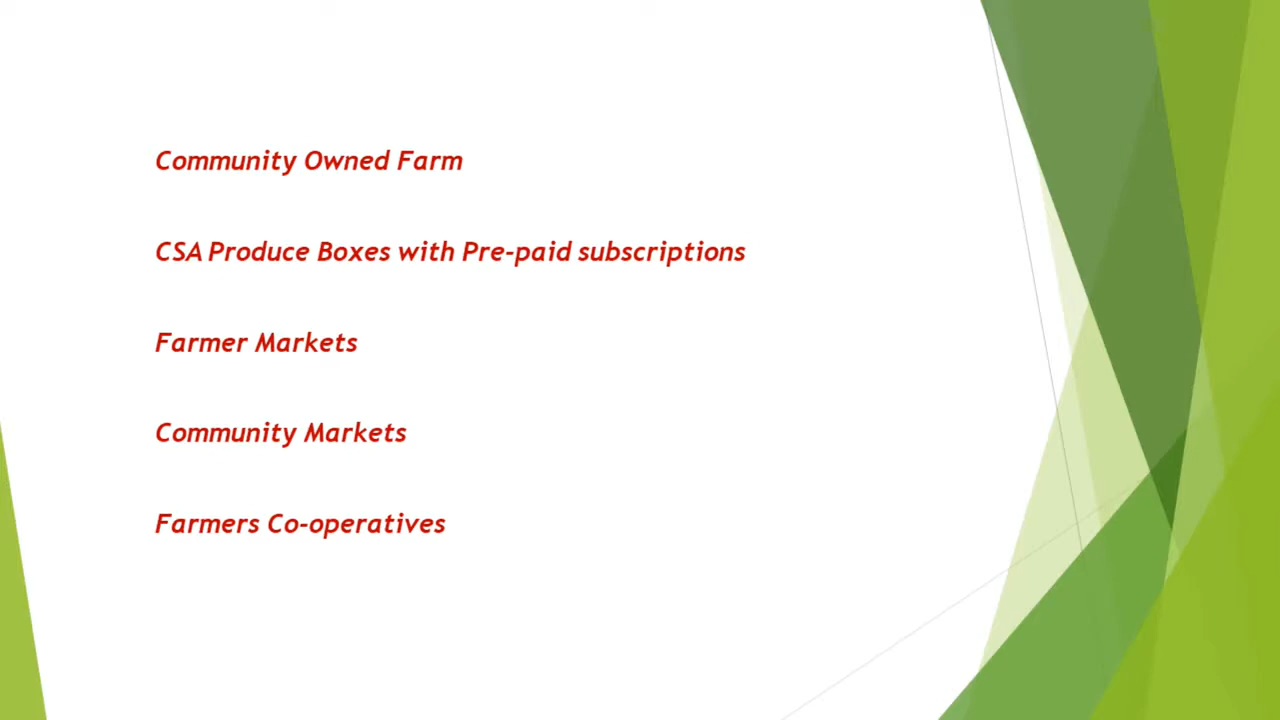 Community Owned Farm
CSA Produce Boxes with Pre-paid subscriptions
Farmer Markets
Community Markets
Farmers Co-operatives